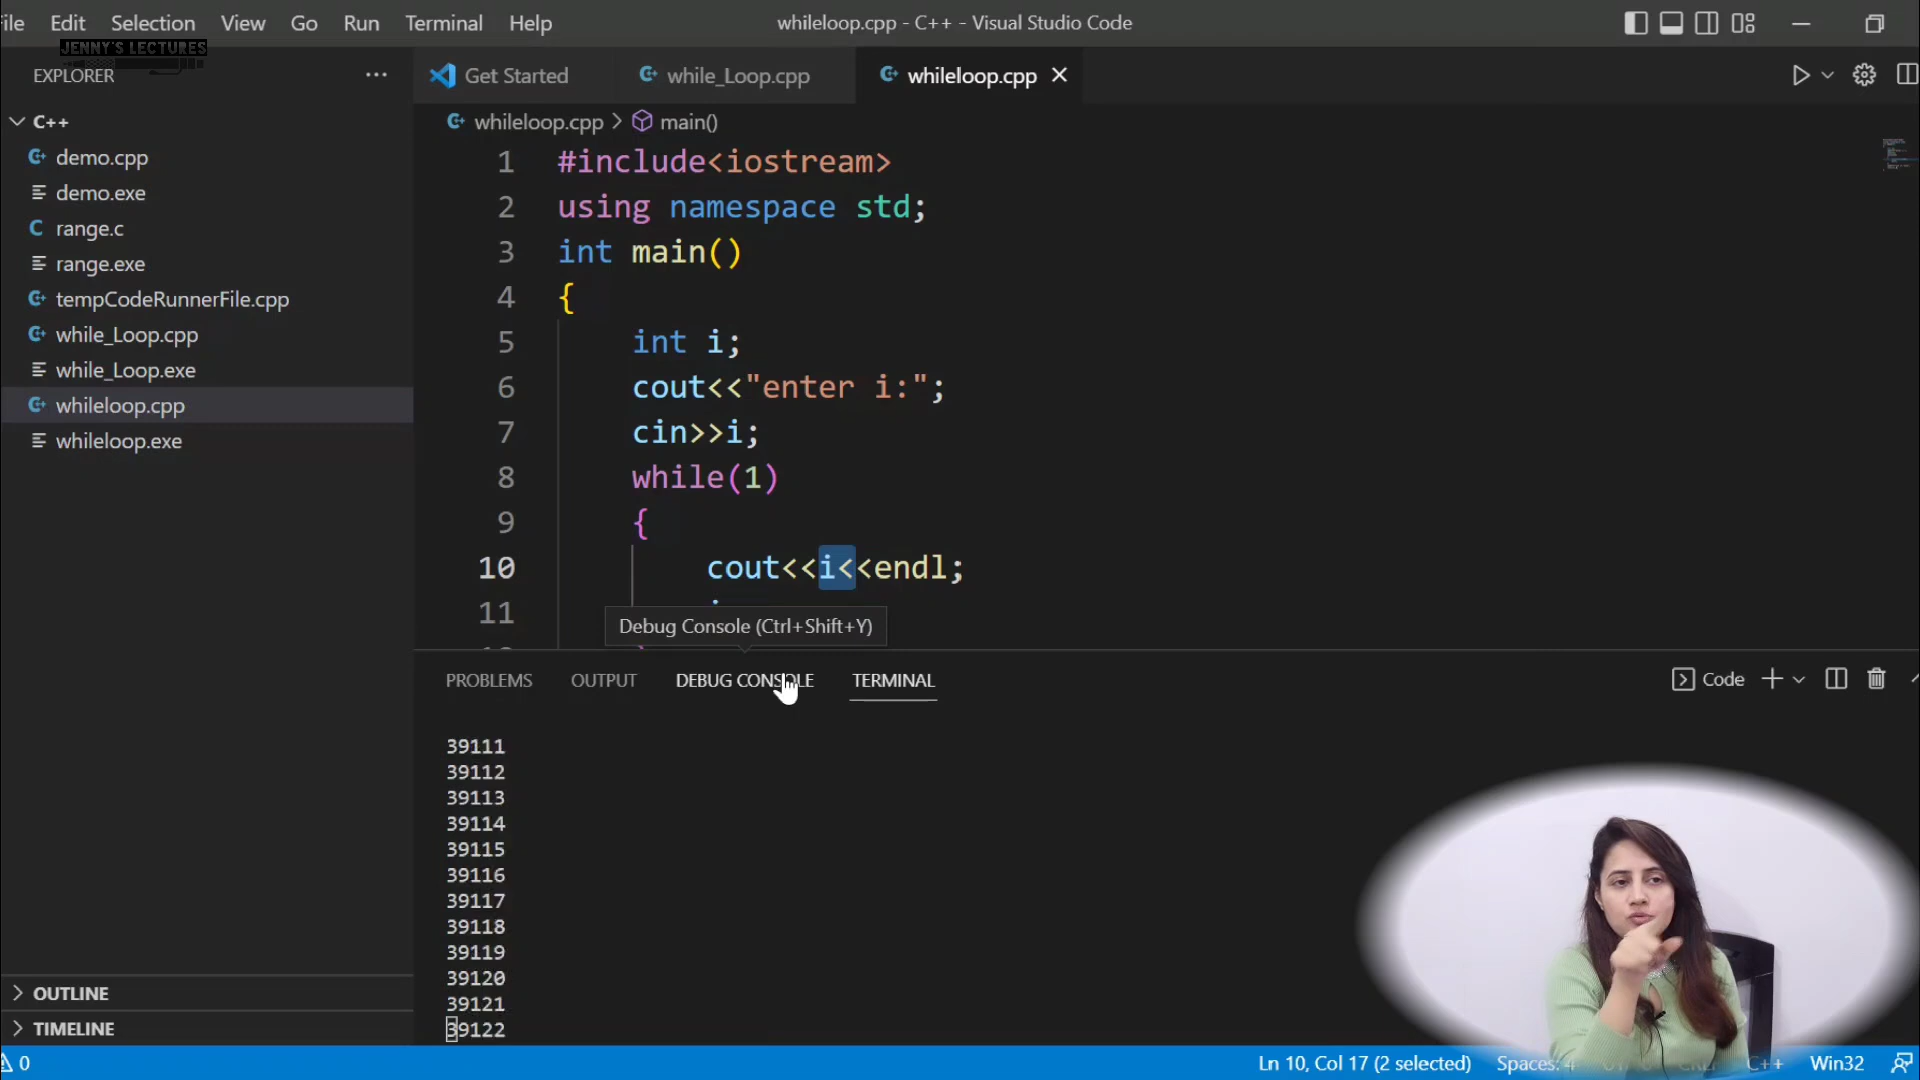 File Edit Selection View Go Run Terminal Help
whileloop.cpp - C++ - Visual Studio Code
JENNY'S LECTURES
EXPLORER
C++
demo.cpp
demo.exe
range.c
range.exe
tempCodeRunnerFile.cpp
while_Loop.cpp
while_Loop.exe
whileloop.cpp
whileloop.exe
OUTLINE
TIMELINE
Get Started
while_Loop.cpp
whileloop.cpp
whileloop.cpp > main()
1 #include<iostream>
2 using namespace std;
3 int main()
4 {
5 int i;
6 cout<<"enter i:";
7 cin>>i;
8 while(1)
9 {
10 cout<<i<<endl;
11
Debug Console (Ctrl+Shift+Y)
PROBLEMS OUTPUT DEBUG CONSOLE TERMINAL
Code
39111
39112
39113
39114
39115
39116
39117
39118
39119
39120
39121
39122
0
Ln 10, Col 17 (2 selected) Spaces: 4 C++ Win32